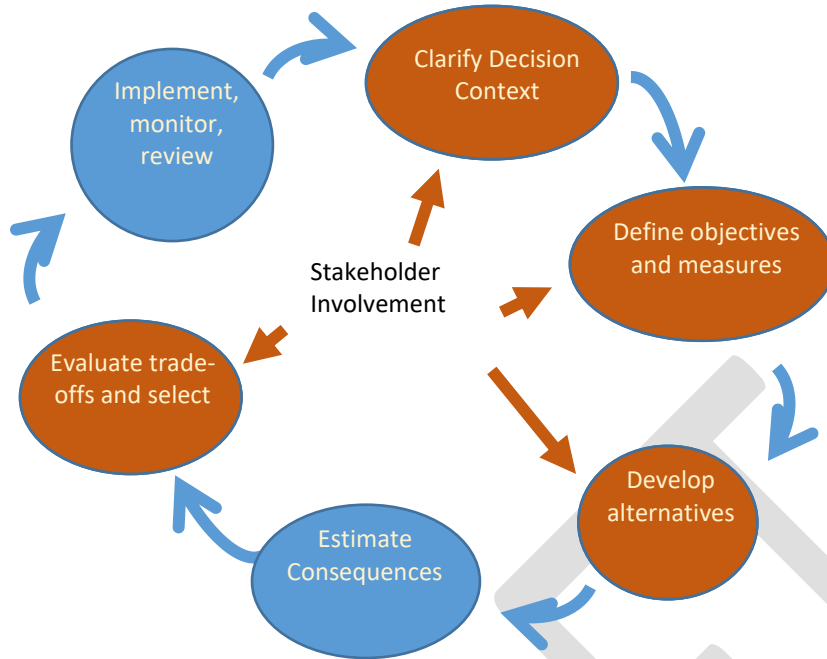 Clarify Decision
Context
Define objectives
and measures
Develop
alternatives
Estimate
Consequences
Evaluate trade-
offs and select
Implement,
monitor,
review
Stakeholder
Involvement